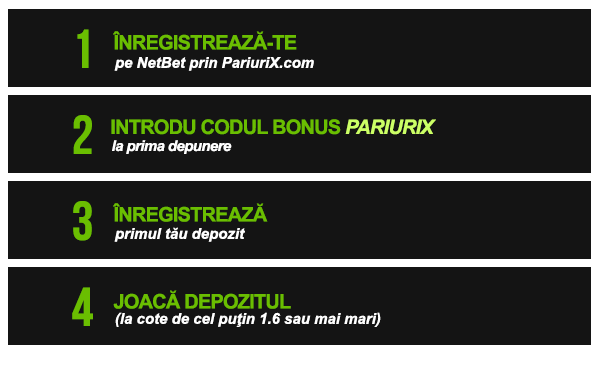 1
ÎNREGISTREAZĂ-TE
pe NetBet prin PariuriX.com
2
INTRODU CODUL BONUS PARIURIX
la prima depunere
3
ÎNREGISTREAZĂ
primul tău depozit
4
JOACĂ DEPOZITUL
(la cote de cel puţin 1.6 sau mai mari)